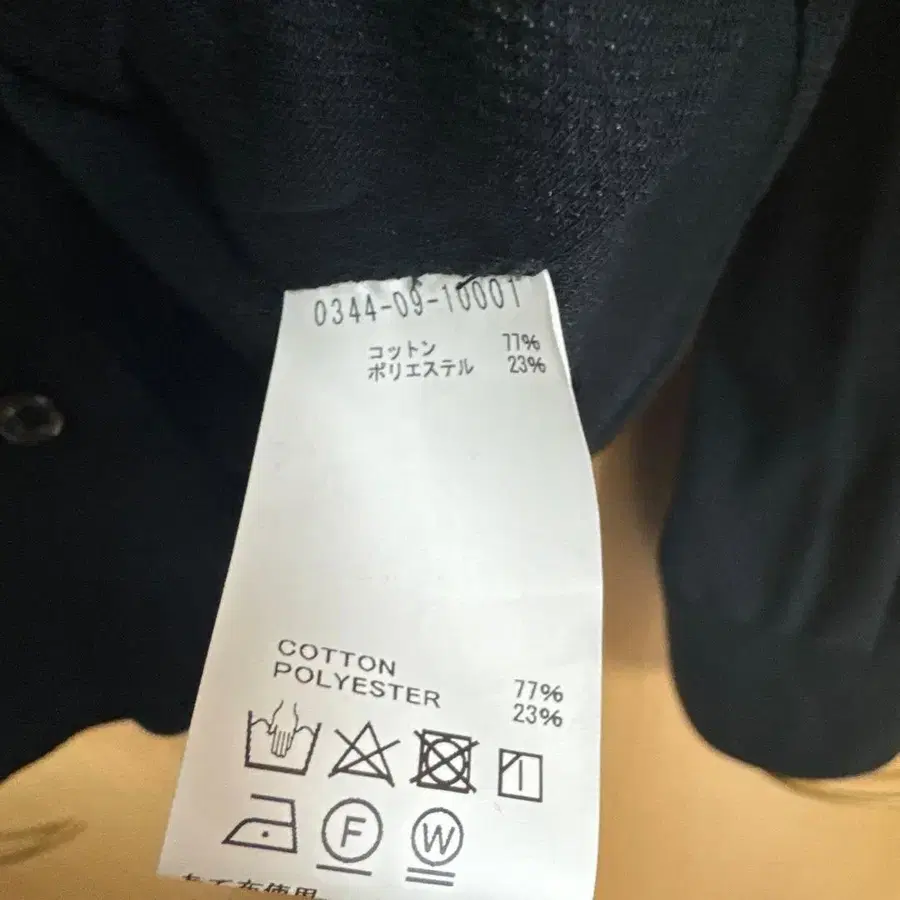 0344-09-10001
コットン 77%
ポリエステル 23%
COTTON 77%
POLYESTER 23%
F W